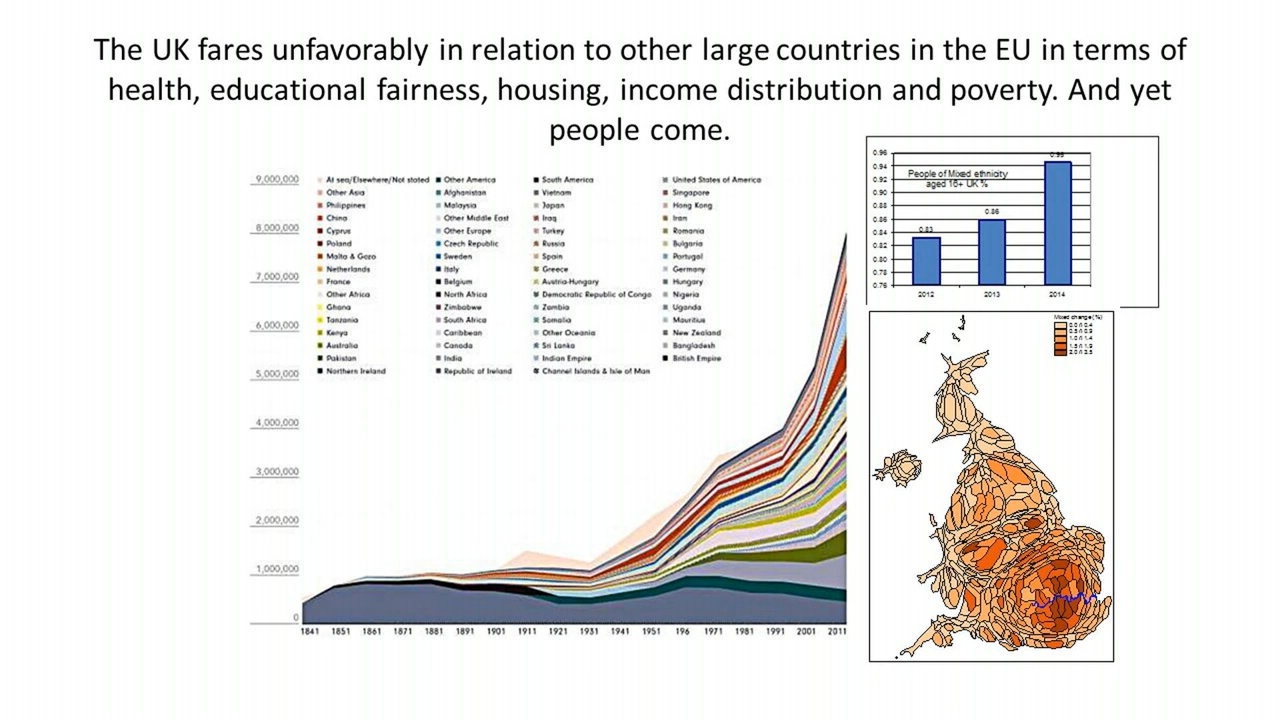 The UK fares unfavorably in relation to other large countries in the EU in terms of
health, educational fairness, housing, income distribution and poverty. And yet
people come.
9,000,000
8,000,000
7,000,000
6,000,000
5,000,000
4,000,000
3,000,000
2,000,000
1,000,000
0
At sea/Elsewhere/Not stated
Other Asia
Philippines
China
Cyprus
Poland
Malta & Gozo
Netherlands
France
Other Africa
Ghana
Tanzania
Kenya
Australia
Pakistan
Northern Ireland
Other America
Afghanistan
Malaysia
Other Middle East
Other Europe
Czech Republic
Sweden
Italy
Belgium
North Africa
Zimbabwe
South Africa
Caribbean
Canada
India
Republic of Ireland
South America
Vietnam
Japan
Iraq
Turkey
Russia
Spain
Greece
Austria-Hungary
Democratic Republic of Congo
Zambia
Somalia
Other Oceania
Sri Lanka
Indian Empire
Channel Islands & Isle of Man
United States of America
Singapore
Hong Kong
Iran
Romania
Bulgaria
Portugal
Germany
Hungary
Nigeria
Uganda
Mauritius
New Zealand
Bangladesh
British Empire
1841 1851 1861 1871 1881 1891 1901 1911 1921 1931 1941 1951 196 1971 1981 1991 2001 2011
People of Mixed ethnicity
aged 16+ UK %
0.96
0.94
0.92
0.90
0.88
0.86
0.84
0.82
0.80
0.78
0.76
0.83
0.86
2012 2013 2014
Mixed change (%)